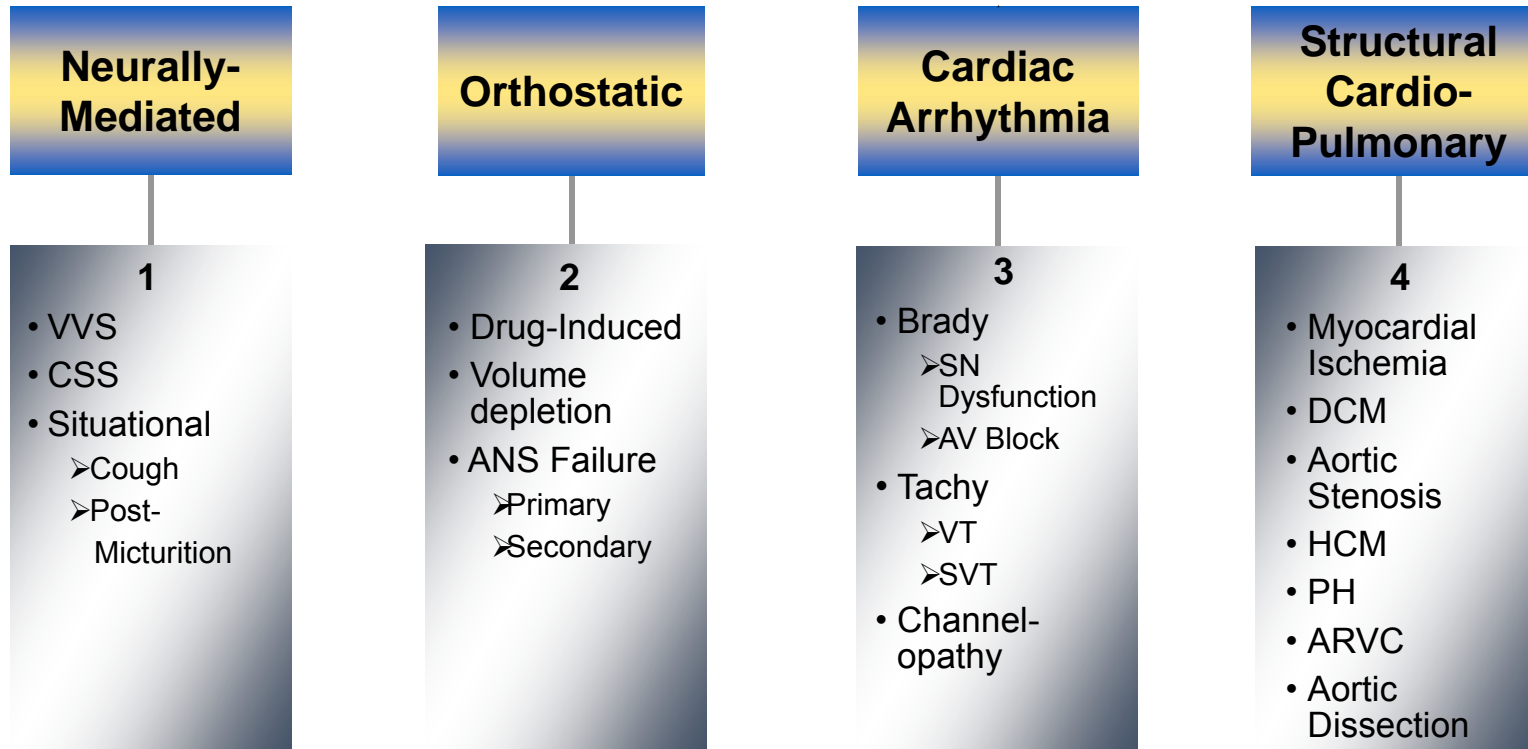 Neurally-
Mediated
1
• VVS
• CSS
• Situational
➢Cough
➢Post-
Micturition
Orthostatic
2
• Drug-Induced
• Volume
depletion
• ANS Failure
➢Primary
➢Secondary
Cardiac
Arrhythmia
3
• Brady
➢SN
Dysfunction
➢AV Block
• Tachy
➢VT
➢SVT
• Channel-
opathy
Structural
Cardio-
Pulmonary
4
• Myocardial
Ischemia
• DCM
• Aortic
Stenosis
• HCM
• PH
• ARVC
• Aortic
Dissection